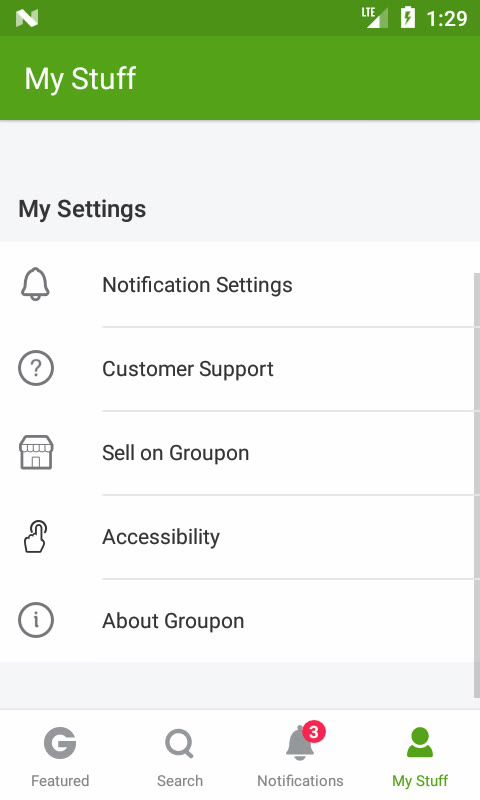 LTE 1:29
My Stuff
My Settings
Notification Settings
Customer Support
Sell on Groupon
Accessibility
About Groupon
3
Featured Search Notifications My Stuff